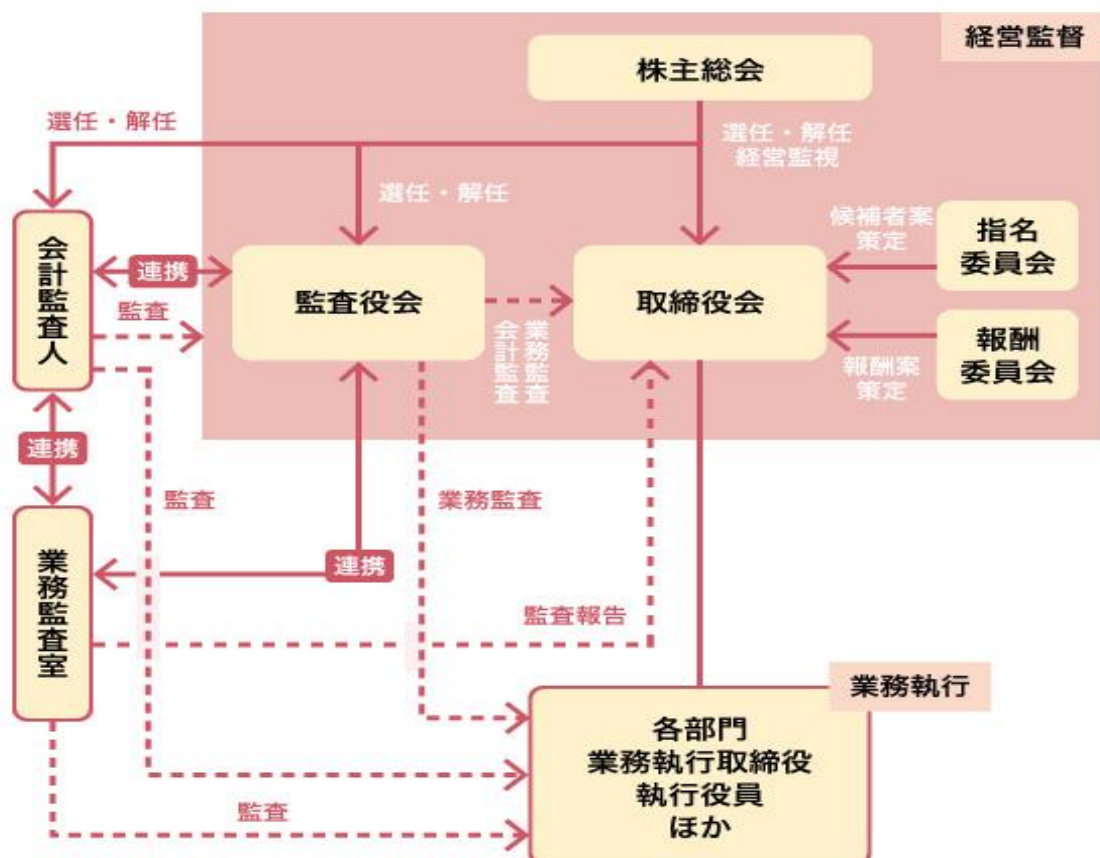 経営監督
株主総会
選任・解任
選任・解任
経営監視
選任・解任
候補者案
策定
指名
委員会
会計監査人
連携
監査役会
取締役会
監査
業務監査
会計監査
報酬案
策定
報酬
委員会
連携
監査
業務監査
業務監査室
連携
監査報告
業務執行
各部門
業務執行取締役
執行役員
ほか
監査